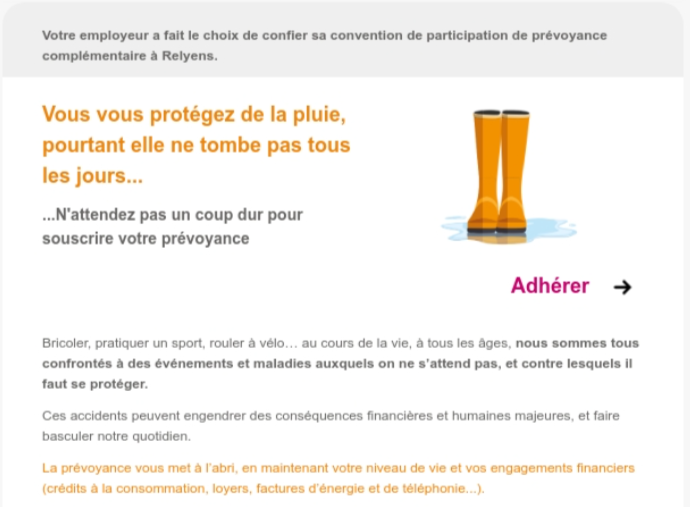 Votre employeur a fait le choix de confier sa convention de participation de prévoyance
complémentaire à Relyens.
Vous vous protégez de la pluie,
pourtant elle ne tombe pas tous
les jours...
...N'attendez pas un coup dur pour
souscrire votre prévoyance
Adhérer →
Bricoler, pratiquer un sport, rouler à vélo… au cours de la vie, à tous les âges, nous sommes tous
confrontés à des événements et maladies auxquels on ne s'attend pas, et contre lesquels il
faut se protéger.
Ces accidents peuvent engendrer des conséquences financières et humaines majeures, et faire
basculer notre quotidien.
La prévoyance vous met à l'abri, en maintenant votre niveau de vie et vos engagements financiers
(crédits à la consommation, loyers, factures d'énergie et de téléphonie...).